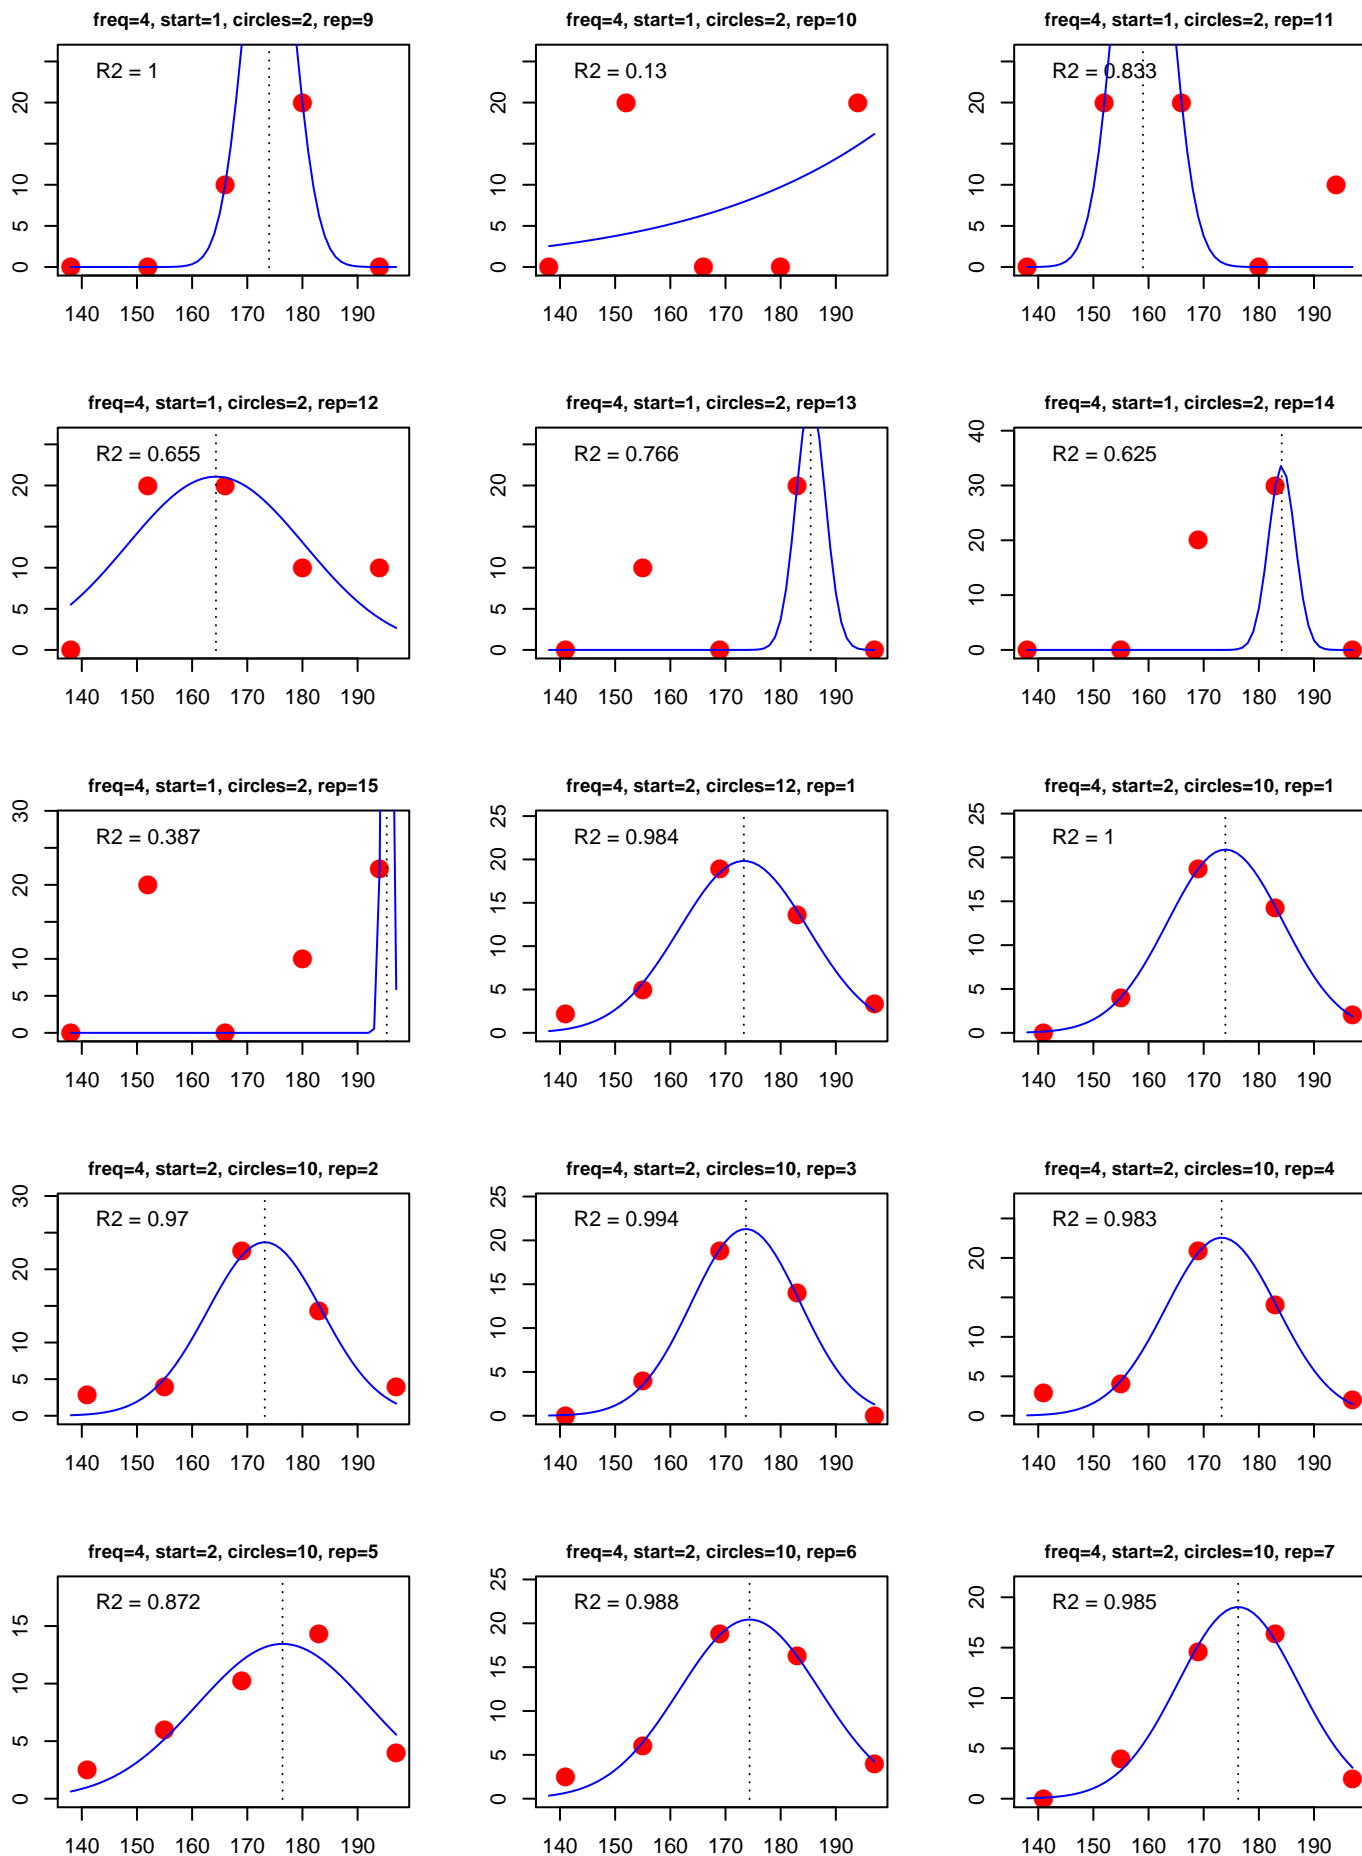 freq=4, start=1, circles=2, rep=9
R2 = 1
0 5 10 20
140 150 160 170 180 190
freq=4, start=1, circles=2, rep=10
R2 = 0.13
0 5 10 20
140 150 160 170 180 190
freq=4, start=1, circles=2, rep=11
R2 = 0.833
0 5 10 20
140 150 160 170 180 190
freq=4, start=1, circles=2, rep=12
R2 = 0.655
0 5 10 20
140 150 160 170 180 190
freq=4, start=1, circles=2, rep=13
R2 = 0.766
0 5 10 20
140 150 160 170 180 190
freq=4, start=1, circles=2, rep=14
R2 = 0.625
0 5 10 20 30 40
140 150 160 170 180 190
freq=4, start=1, circles=2, rep=15
R2 = 0.387
0 5 10 20 30
140 150 160 170 180 190
freq=4, start=2, circles=12, rep=1
R2 = 0.984
0 5 10 15 20 25
140 150 160 170 180 190
freq=4, start=2, circles=10, rep=1
R2 = 1
0 5 10 15 20 25
140 150 160 170 180 190
freq=4, start=2, circles=10, rep=2
R2 = 0.97
0 5 10 20 30
140 150 160 170 180 190
freq=4, start=2, circles=10, rep=3
R2 = 0.994
0 5 10 15 20 25
140 150 160 170 180 190
freq=4, start=2, circles=10, rep=4
R2 = 0.983
0 5 10 20
140 150 160 170 180 190
freq=4, start=2, circles=10, rep=5
R2 = 0.872
0 5 10 15
140 150 160 170 180 190
freq=4, start=2, circles=10, rep=6
R2 = 0.988
0 5 10 15 20 25
140 150 160 170 180 190
freq=4, start=2, circles=10, rep=7
R2 = 0.985
0 5 10 15 20
140 150 160 170 180 190